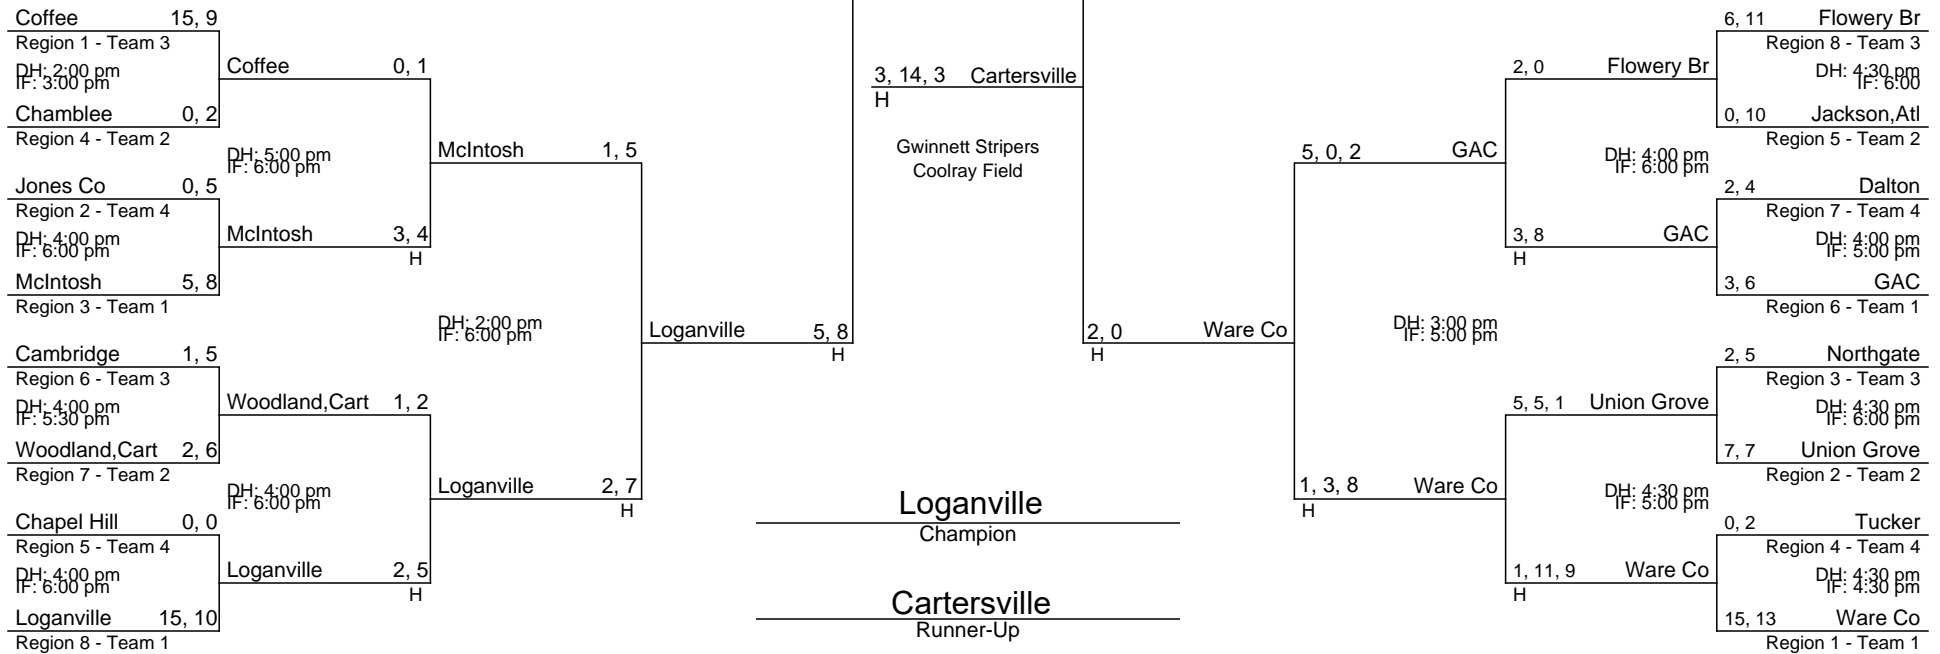 Coffee 15, 9
Region 1 - Team 3
DH: 2:00 pm
IF: 3:00 pm
Chamblee 0, 2
Region 4 - Team 2
Jones Co 0, 5
Region 2 - Team 4
DH: 4:00 pm
IF: 6:00 pm
McIntosh 5, 8
Region 3 - Team 1
Cambridge 1, 5
Region 6 - Team 3
DH: 4:00 pm
IF: 5:30 pm
Woodland,Cart 2, 6
Region 7 - Team 2
Chapel Hill 0, 0
Region 5 - Team 4
DH: 4:00 pm
IF: 6:00 pm
Loganville 15, 10
Region 8 - Team 1
Coffee 0, 1
DH: 5:00 pm
IF: 6:00 pm
McIntosh 3, 4
H
Woodland,Cart 1, 2
DH: 4:00 pm
IF: 6:00 pm
Loganville 2, 5
H
McIntosh 1, 5
DH: 2:00 pm
IF: 6:00 pm
Loganville 2, 7
H
Loganville 5, 8
H
3, 14, 3 Cartersville
H
Gwinnett Stripers
Coolray Field
Loganville
Champion
Cartersville
Runner-Up
2, 0 Ware Co
H
5, 0, 2 GAC
DH: 3:00 pm
IF: 5:00 pm
1, 3, 8 Ware Co
H
2, 0 Flowery Br
DH: 4:00 pm
IF: 6:00 pm
3, 8 GAC
H
5, 5, 1 Union Grove
DH: 4:30 pm
IF: 5:00 pm
1, 11, 9 Ware Co
H
6, 11 Flowery Br
Region 8 - Team 3
DH: 4:30 pm
IF: 6:00
0, 10 Jackson,Atl
Region 5 - Team 2
2, 4 Dalton
Region 7 - Team 4
DH: 4:00 pm
IF: 5:00 pm
3, 6 GAC
Region 6 - Team 1
2, 5 Northgate
Region 3 - Team 3
DH: 4:30 pm
IF: 6:00 pm
7, 7 Union Grove
Region 2 - Team 2
0, 2 Tucker
Region 4 - Team 4
DH: 4:30 pm
IF: 4:30 pm
15, 13 Ware Co
Region 1 - Team 1